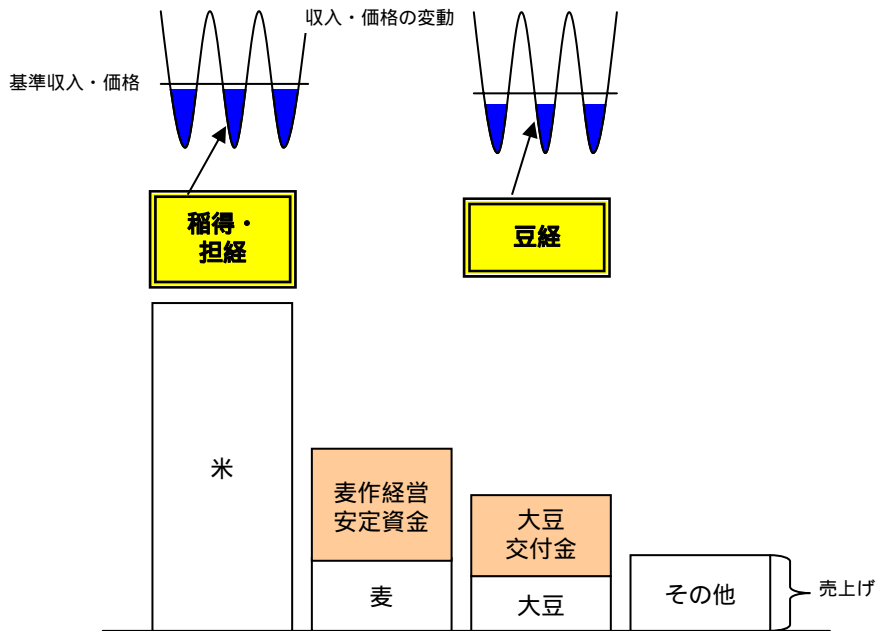 収入・価格の変動
基準収入・価格
稲得・
担経
豆経
米
麦作経営
安定資金
麦
大豆
交付金
大豆
その他
売上げ